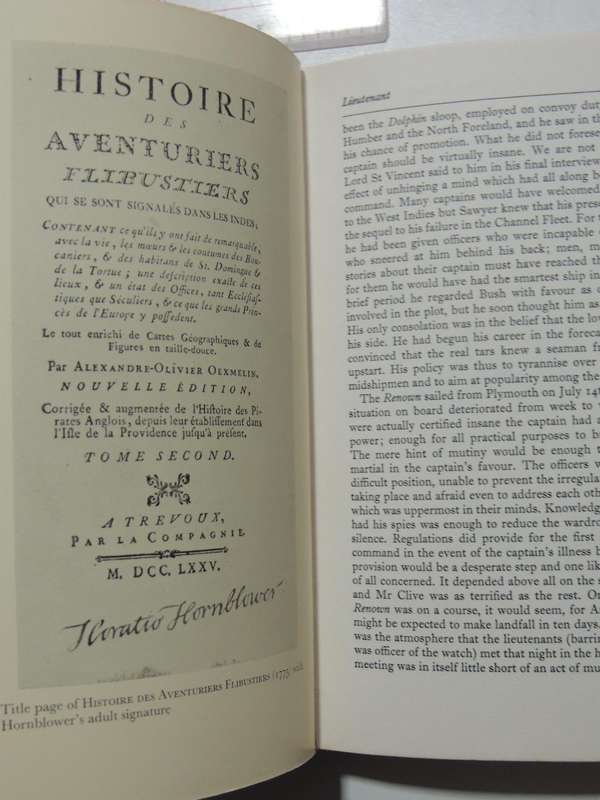 HISTOIRE
DES
AVENTURIERS
FLIBUSTIERS
QUI SE SONT SIGNALÉS DANS LES INDES;
CONTENANT ce qu'ils y ont fait de remarquable,
avec la vie, les mœurs & les coutumes des Bou-
caniers, & des habitans de St. Domingue &
de la Tortue; une description exacte de ces
lieux, & un état des Offices, tant Ecclésias-
tiques que Séculiers, & ce que les grands Prin-
cès de l'Europe y possedent.
Le tout enrichi de Cartes Géographiques & de
Figures en taille-douce.
Par ALEXANDRE-OLIVIER OEXMELIN.
NOUVELLE ÉDITION,
Corrigée & augmentée de l'Histoire des Pi-
rates Anglois, depuis leur établissement dans
l'Isle de la Providence jusqu'à présent.
TOME SECOND.
A TREVOUX,
PAR LA COMPAGNIE.
M. DCC. LXXV.
Horatio Hornblower
Title page of HISTOIRE DES AVENTURIERS FLIBUSTIERS (1775) with
Hornblower's adult signature
Lieutenant
been the Dolphin sloop, employed on convoy dut
Humber and the North Foreland, and he saw in th
his chance of promotion. What he did not forese
captain should be virtually insane. We are not
Lord St Vincent said to him in his final interview
effect of unhinging a mind which had all along b
command. Many captains would have welcomed
to the West Indies but Sawyer knew that his prese
the sequel to his failure in the Channel Fleet. For t
he had been given officers who were incapable o
who sneered at him behind his back; men, m
stories about their captain must have reached th
for them he would have had the smartest ship in
brief period he regarded Bush with favour as o
involved in the plot, but he soon thought him as
His only consolation was in the belief that the lo
his side. He had begun his career in the foreca
convinced that the real tars knew a seaman fr
upstart. His policy was thus to tyrannise over
midshipmen and to aim at popularity among the
The Renown sailed from Plymouth on July 14t
situation on board deteriorated from week to
were actually certified insane the captain had a
power; enough for all practical purposes to b
The mere hint of mutiny would be enough t
martial in the captain's favour. The officers w
difficult position, unable to prevent the irregula
taking place and afraid even to address each oth
which was uppermost in their minds. Knowledg
had his spies was enough to reduce the wardro
silence. Regulations did provide for the first
command in the event of the captain's illness b
provision would be a desperate step and one lik
of all concerned. It depended above all on the s
and Mr Clive was as terrified as the rest. On
Renown was on a course, it would seem, for A
might be expected to make landfall in ten days.
was the atmosphere that the lieutenants (barrin
was officer of the watch) met that night in the h
meeting was in itself little short of an act of mu